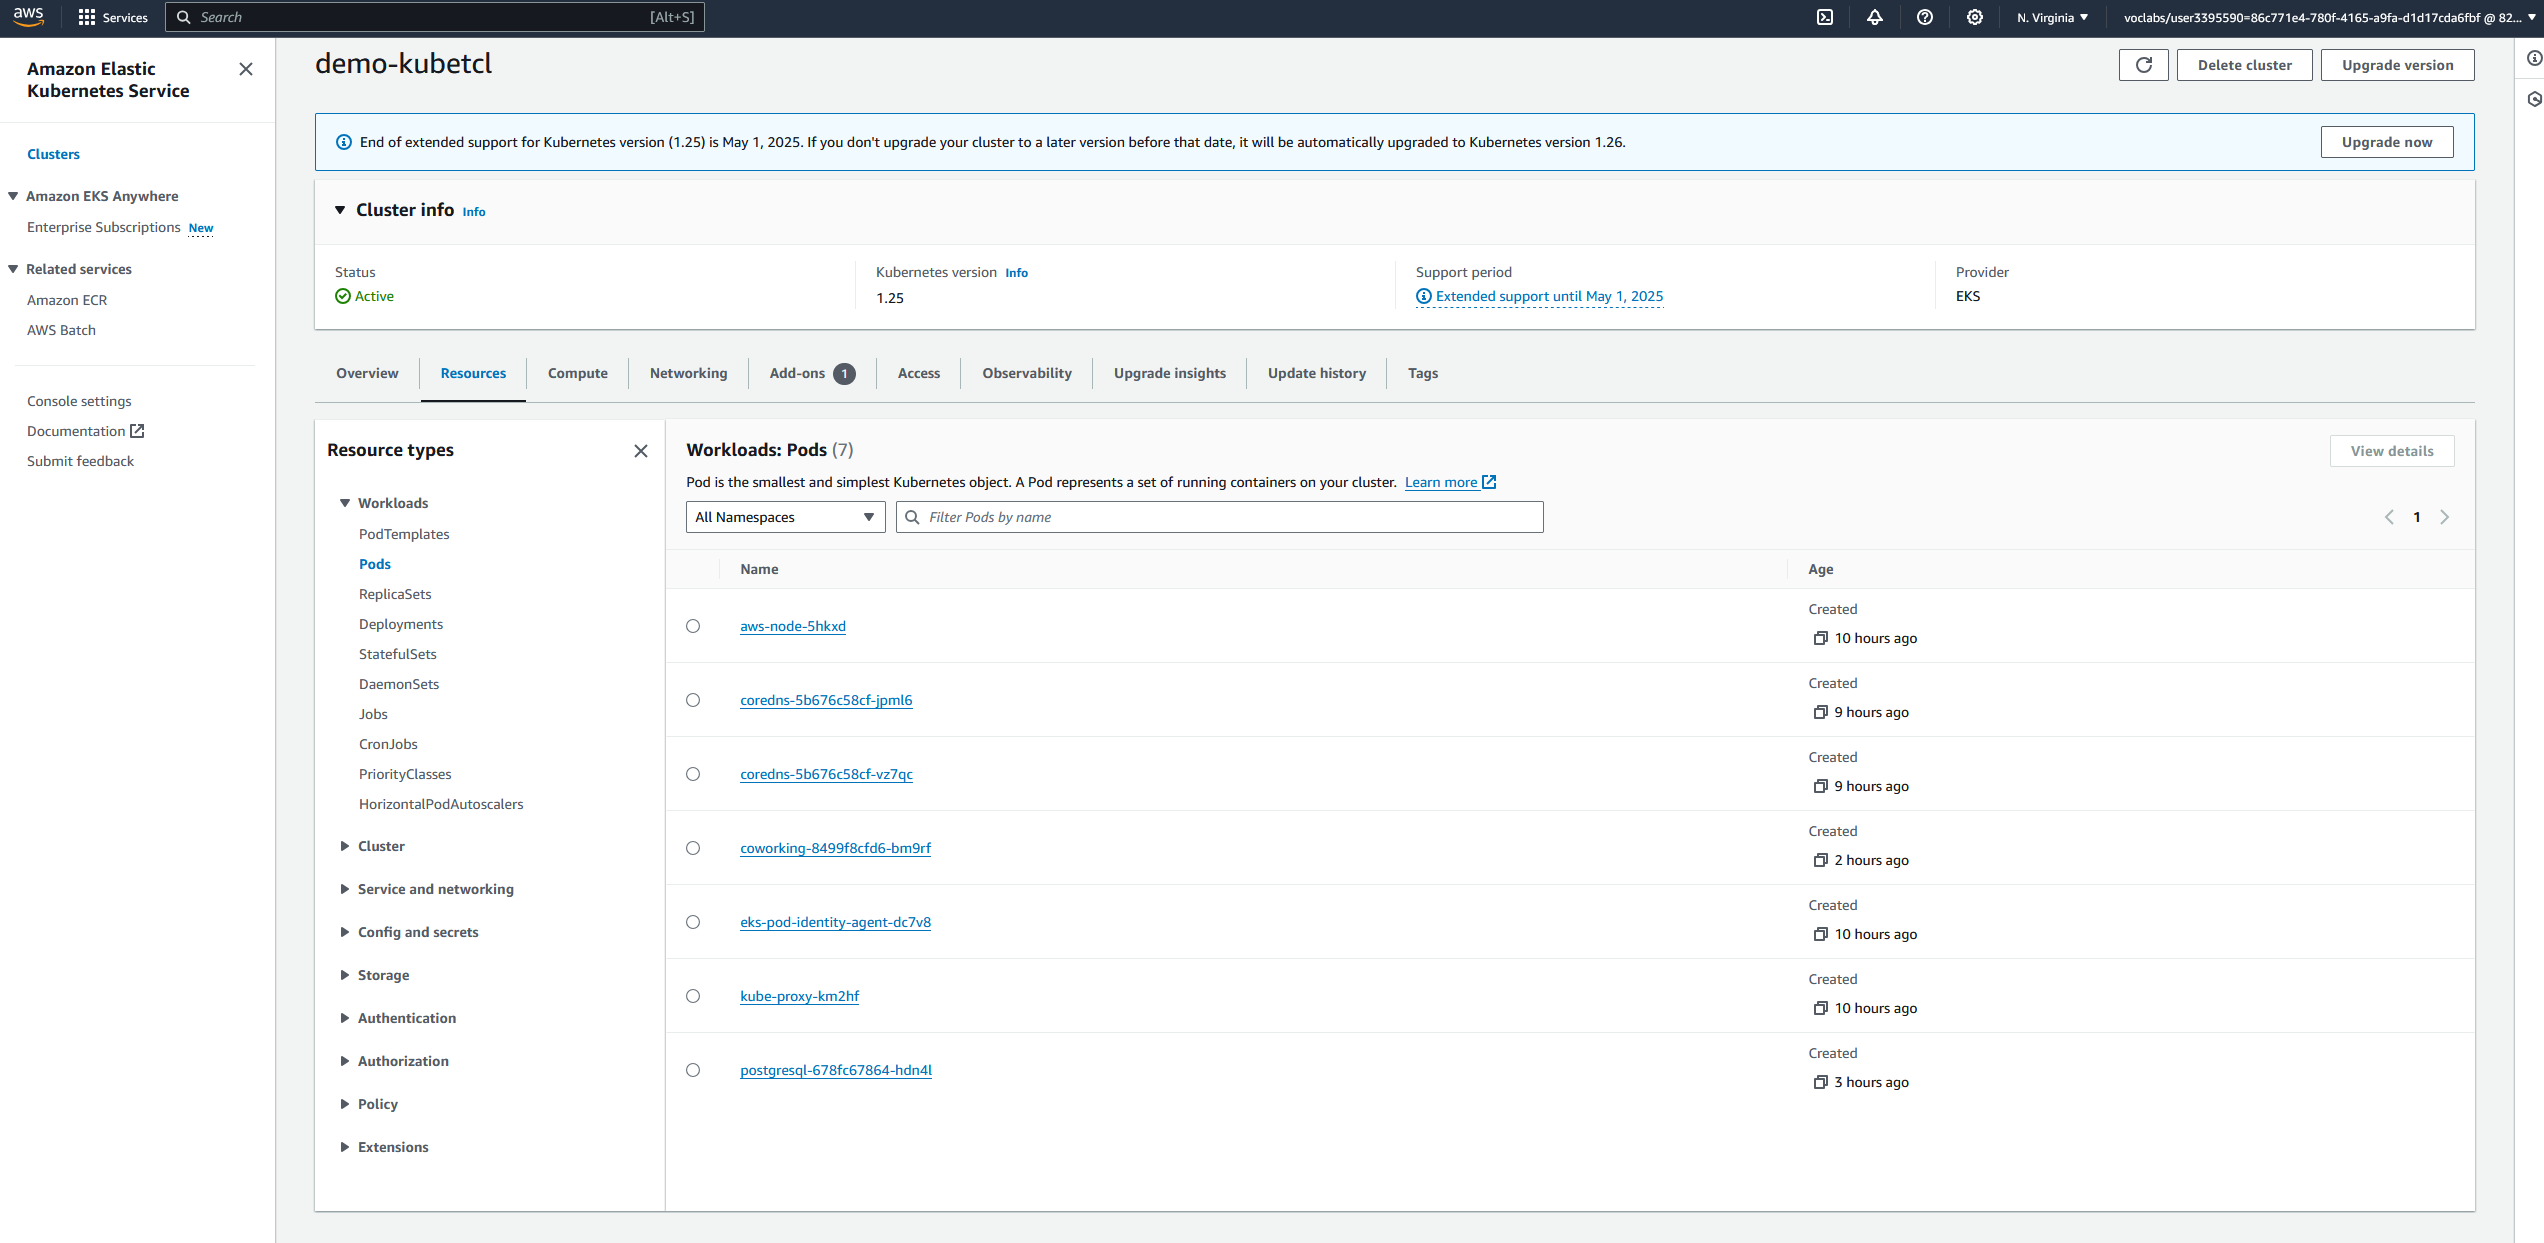 aws
Services
Search
[Alt+S]
N. Virginia
voclabs/user3395590=86c771e4-780f-4165-a9fa-d1d17cda6fbf @ 82...
Amazon Elastic
Kubernetes Service
Clusters
Amazon EKS Anywhere
Enterprise Subscriptions New
Related services
Amazon ECR
AWS Batch
Console settings
Documentation
Submit feedback
demo-kubetcl
Delete cluster
Upgrade version
End of extended support for Kubernetes version (1.25) is May 1, 2025. If you don't upgrade your cluster to a later version before that date, it will be automatically upgraded to Kubernetes version 1.26.
Upgrade now
Cluster info Info
Status
Active
Kubernetes version Info
1.25
Support period
Extended support until May 1, 2025
Provider
EKS
Overview
Resources
Compute
Networking
Add-ons 1
Access
Observability
Upgrade insights
Update history
Tags
Resource types
Workloads
PodTemplates
Pods
ReplicaSets
Deployments
StatefulSets
DaemonSets
Jobs
CronJobs
PriorityClasses
HorizontalPodAutoscalers
Cluster
Service and networking
Config and secrets
Storage
Authentication
Authorization
Policy
Extensions
Workloads: Pods (7)
View details
Pod is the smallest and simplest Kubernetes object. A Pod represents a set of running containers on your cluster. Learn more
All Namespaces
Filter Pods by name
1
Name
Age
aws-node-5hkxd
Created
10 hours ago
coredns-5b676c58cf-jpml6
Created
9 hours ago
coredns-5b676c58cf-vz7qc
Created
9 hours ago
coworking-8499f8cfd6-bm9rf
Created
2 hours ago
eks-pod-identity-agent-dc7v8
Created
10 hours ago
kube-proxy-km2hf
Created
10 hours ago
postgresql-678fc67864-hdn4l
Created
3 hours ago